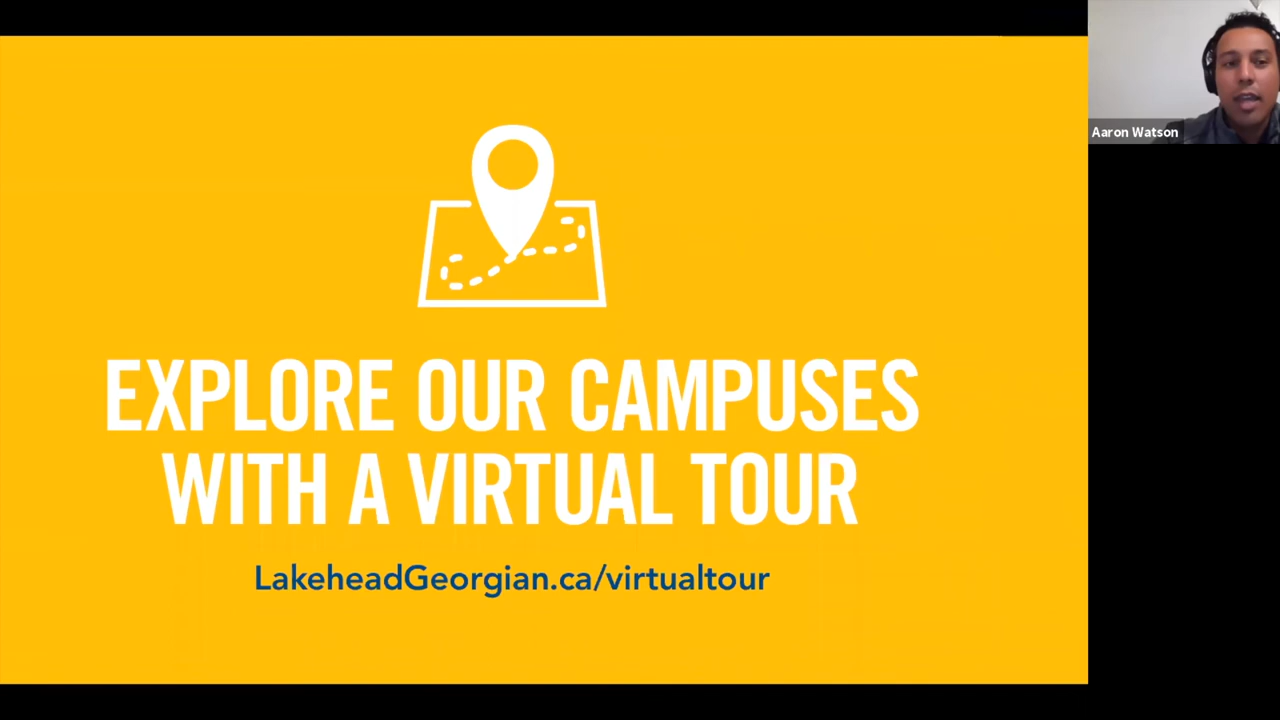 EXPLORE OUR CAMPUSES
WITH A VIRTUAL TOUR
LakeheadGeorgian.ca/virtualtour
Aaron Watson